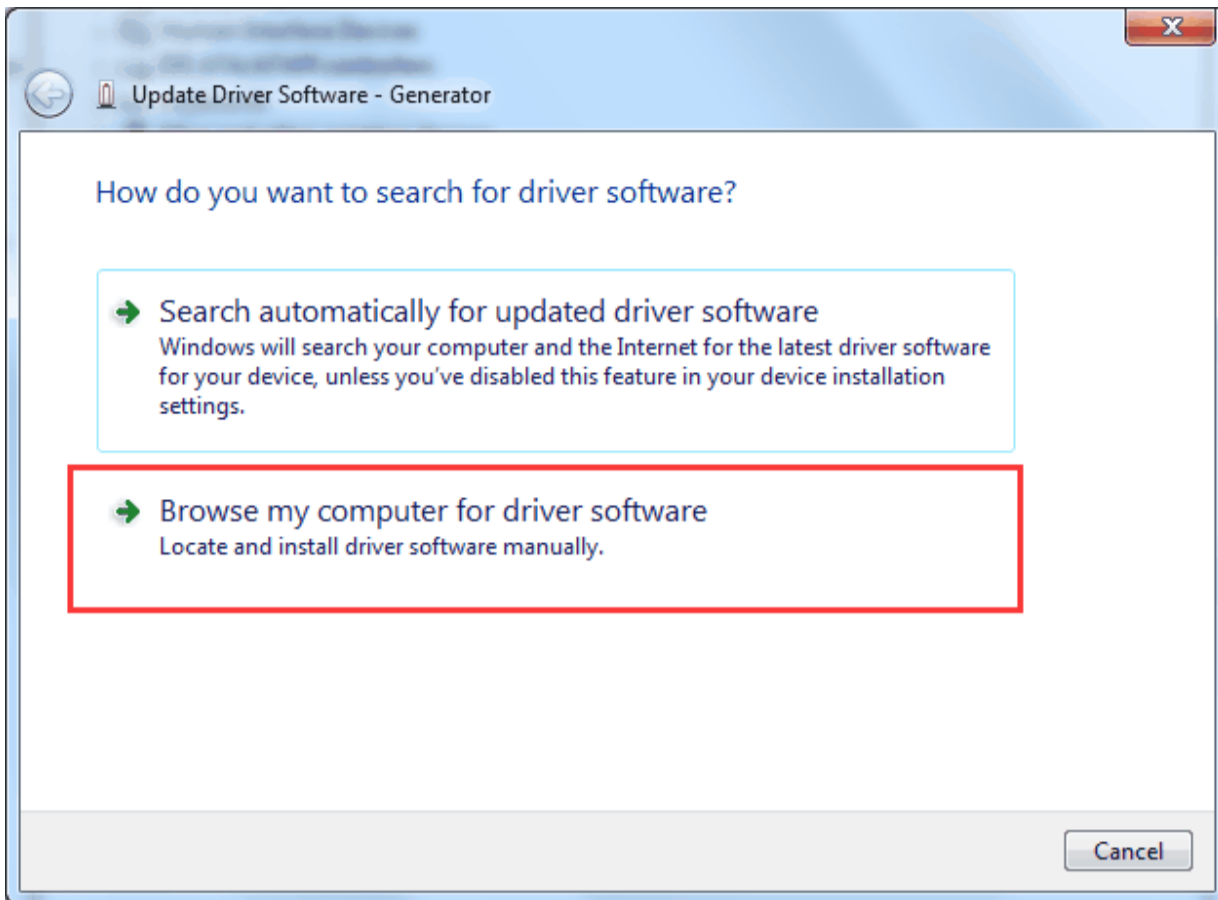 Update Driver Software - Generator
How do you want to search for driver software?
Search automatically for updated driver software
Windows will search your computer and the Internet for the latest driver software
for your device, unless you've disabled this feature in your device installation
settings.
Browse my computer for driver software
Locate and install driver software manually.
Cancel